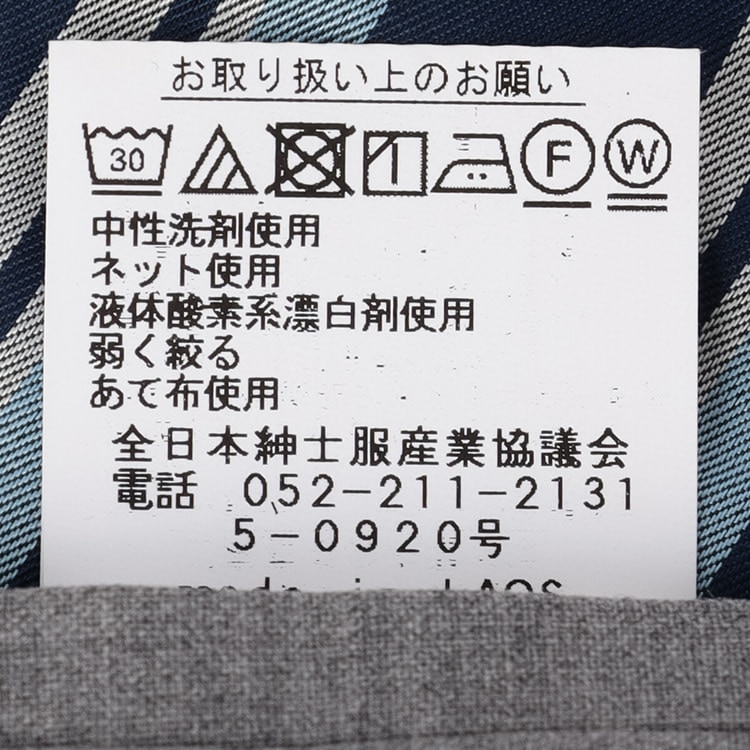 お取り扱い上のお願い
30 F W
中性洗剤使用
ネット使用
液体酸素系漂白剤使用
弱く絞る
あて布使用
全日本紳士服産業協議会
電話 052-211-2131
5-0920号
made in LAOS